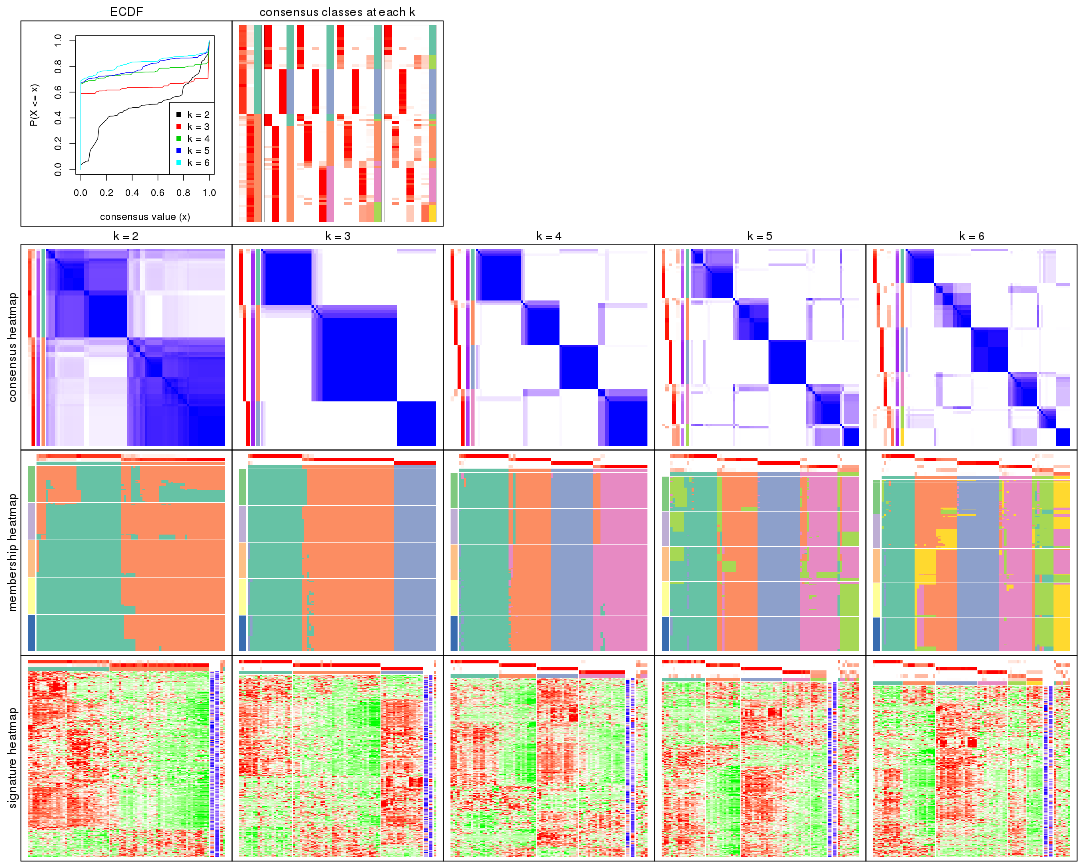 ECDF
consensus classes at each k
P(X <= x)
0.0 0.2 0.4 0.6 0.8 1.0
k = 2
k = 3
k = 4
k = 5
k = 6
0.0 0.2 0.4 0.6 0.8 1.0
consensus value (x)
k = 2 k = 3 k = 4 k = 5 k = 6
consensus heatmap
membership heatmap
signature heatmap